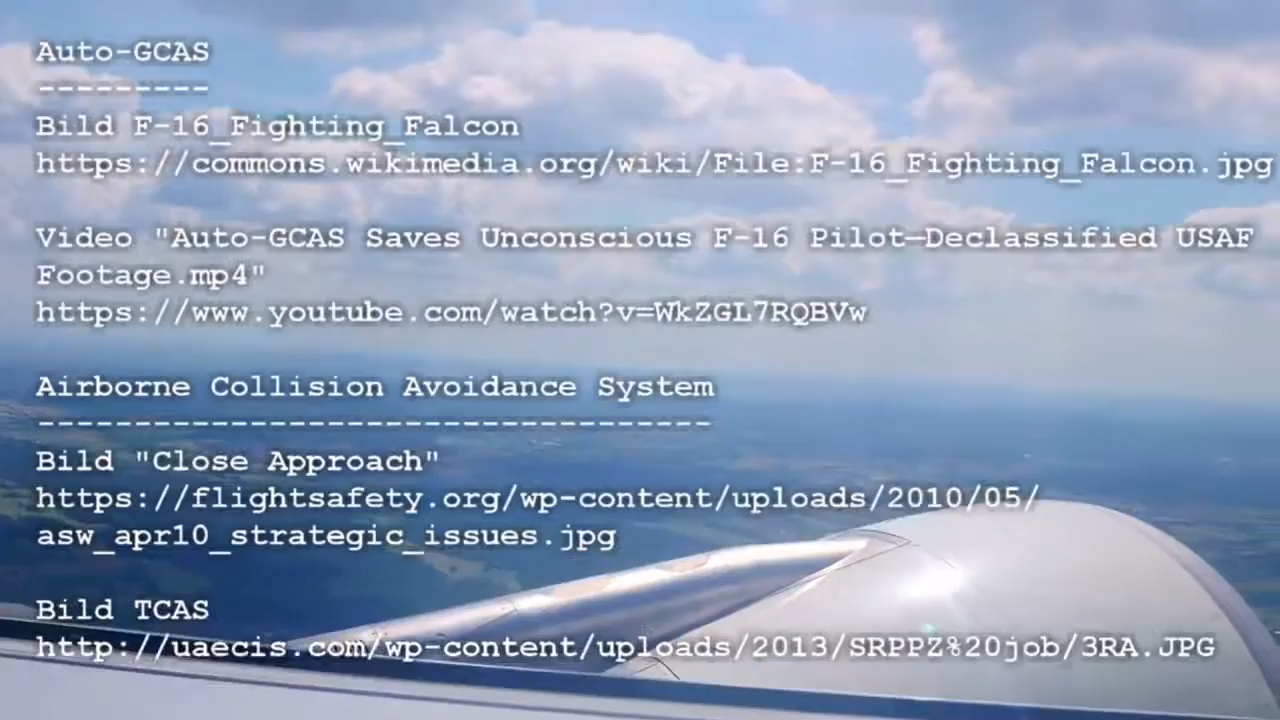 Auto-GCAS
---------
Bild F-16_Fighting_Falcon
https://commons.wikimedia.org/wiki/File:F-16_Fighting_Falcon.jpg
Video "Auto-GCAS Saves Unconscious F-16 Pilot—Declassified USAF
Footage.mp4"
https://www.youtube.com/watch?v=WkZGL7RQBVw
Airborne Collision Avoidance System
-----------------------------------
Bild "Close Approach"
https://flightsafety.org/wp-content/uploads/2010/05/
asw_apr10_strategic_issues.jpg
Bild TCAS
http://uaecis.com/wp-content/uploads/2013/SRPPZ%20job/3RA.JPG